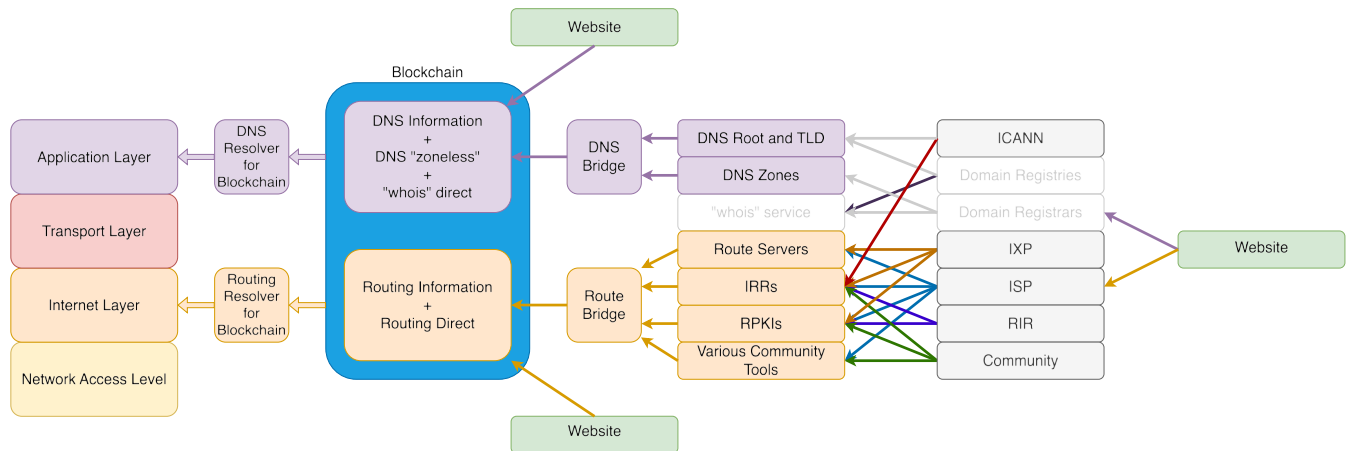 Website
Blockchain
DNS Information
+
DNS "zoneless"
+
"whois" direct
Routing Information
+
Routing Direct
Application Layer
Transport Layer
Internet Layer
Network Access Level
DNS
Resolver
for
Blockchain
Routing
Resolver
for
Blockchain
DNS
Bridge
Route
Bridge
DNS Root and TLD
DNS Zones
"whois" service
Route Servers
IRRs
RPKIs
Various Community
Tools
ICANN
Domain Registries
Domain Registrars
IXP
ISP
RIR
Community
Website
Website